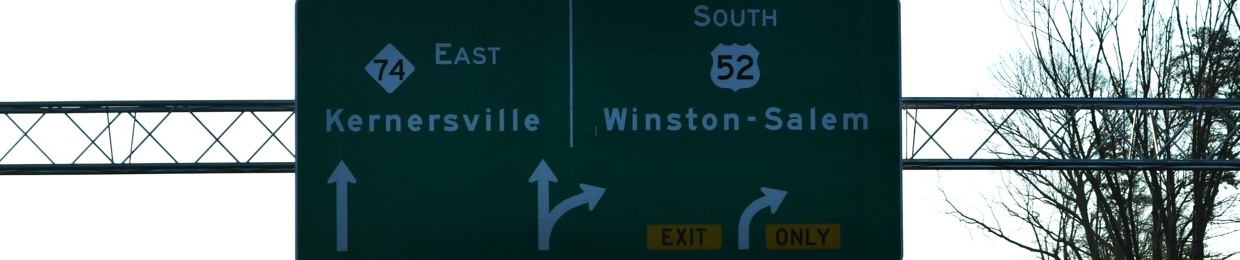 74 EAST
Kernersville
SOUTH
52
Winston-Salem
EXIT ONLY